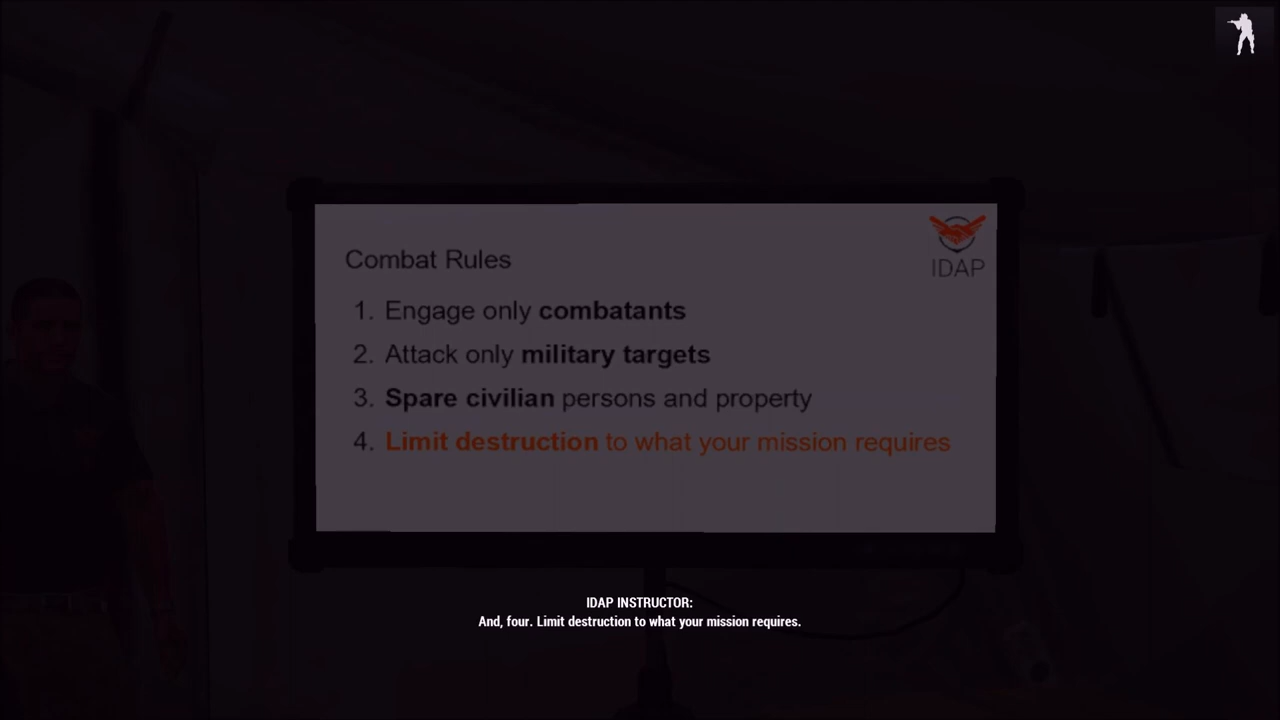 IDAP
Combat Rules
1. Engage only combatants
2. Attack only military targets
3. Spare civilian persons and property
4. Limit destruction to what your mission requires
IDAP INSTRUCTOR:
And, four. Limit destruction to what your mission requires.